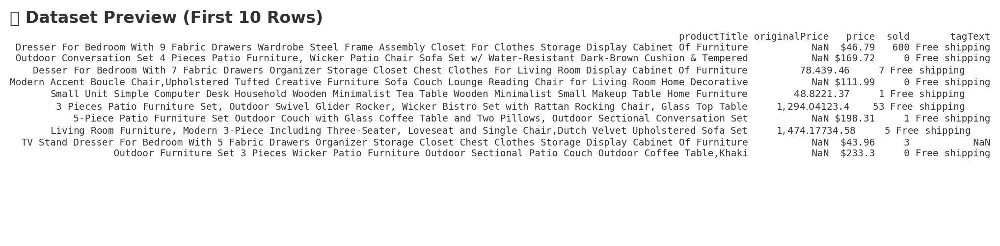 Dataset Preview (First 10 Rows)
productTitle originalPrice price sold tagText
Dresser For Bedroom With 9 Fabric Drawers Wardrobe Steel Frame Assembly Closet For Clothes Storage Display Cabinet Of Furniture NaN $46.79 600 Free shipping
Outdoor Conversation Set 4 Pieces Patio Furniture, Wicker Patio Chair Sofa Set w/ Water-Resistant Dark-Brown Cushion & Tempered NaN $169.72 0 Free shipping
Desser For Bedroom With 7 Fabric Drawers Organizer Storage Closet Chest Clothes For Living Room Display Cabinet Of Furniture 78.439.46 7 Free shipping
Modern Accent Boucle Chair,Upholstered Tufted Creative Furniture Sofa Couch Lounge Reading Chair for Living Room Home Decorative NaN $111.99 0 Free shipping
Small Unit Simple Computer Desk Household Wooden Minimalist Tea Table Wooden Minimalist Small Makeup Table Home Furniture 48.8221.37 1 Free shipping
3 Pieces Patio Furniture Set, Outdoor Swivel Glider Rocker, Wicker Bistro Set with Rattan Rocking Chair, Glass Top Table 1,294.04123.4 53 Free shipping
5-Piece Patio Furniture Set Outdoor Couch with Glass Coffee Table and Two Pillows, Outdoor Sectional Conversation Set NaN $198.31 1 Free shipping
Living Room Furniture, Modern 3-Piece Including Three-Seater, Loveseat and Single Chair,Dutch Velvet Upholstered Sofa Set 1,474.17734.58 5 Free shipping
TV Stand Dresser For Bedroom With 5 Fabric Drawers Organizer Storage Closet Chest Clothes Storage Display Cabinet Of Furniture NaN $43.96 3 NaN
Outdoor Furniture Set 3 Pieces Wicker Patio Furniture Outdoor Sectional Patio Couch Outdoor Coffee Table,Khaki NaN $233.3 0 Free shipping